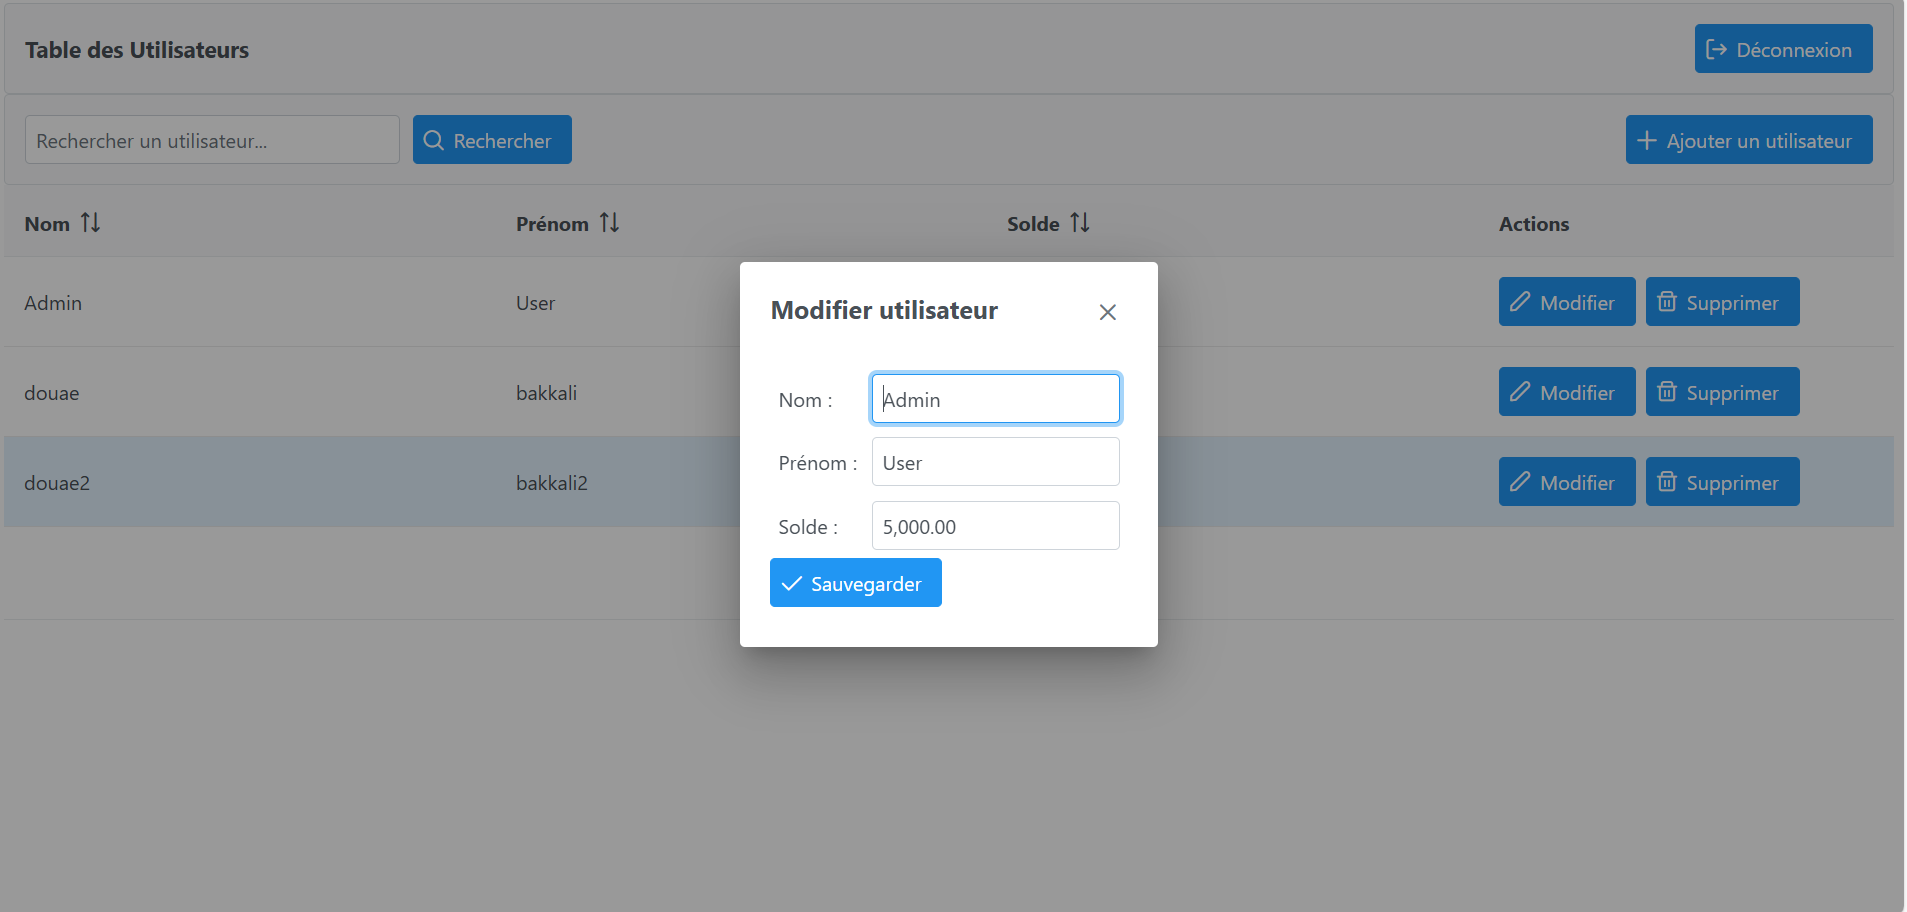 Table des Utilisateurs
Déconnexion
Rechercher un utilisateur...
Rechercher
Ajouter un utilisateur
Nom Prénom Solde Actions
Admin User Modifier Supprimer
douae bakkali Modifier Supprimer
douae2 bakkali2 Modifier Supprimer
Modifier utilisateur
Nom : Admin
Prénom : User
Solde : 5,000.00
Sauvegarder